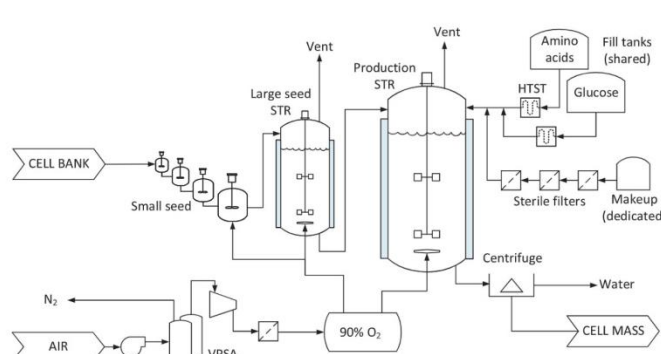 Vent
Vent
Amino
acids
Fill tanks
(shared)
Production
STR
HTST
Glucose
Large seed
STR
CELL BANK
Small seed
Sterile filters
Makeup
(dedicated)
Centrifuge
Water
N2
90% O2
CELL MASS
AIR
VPSA